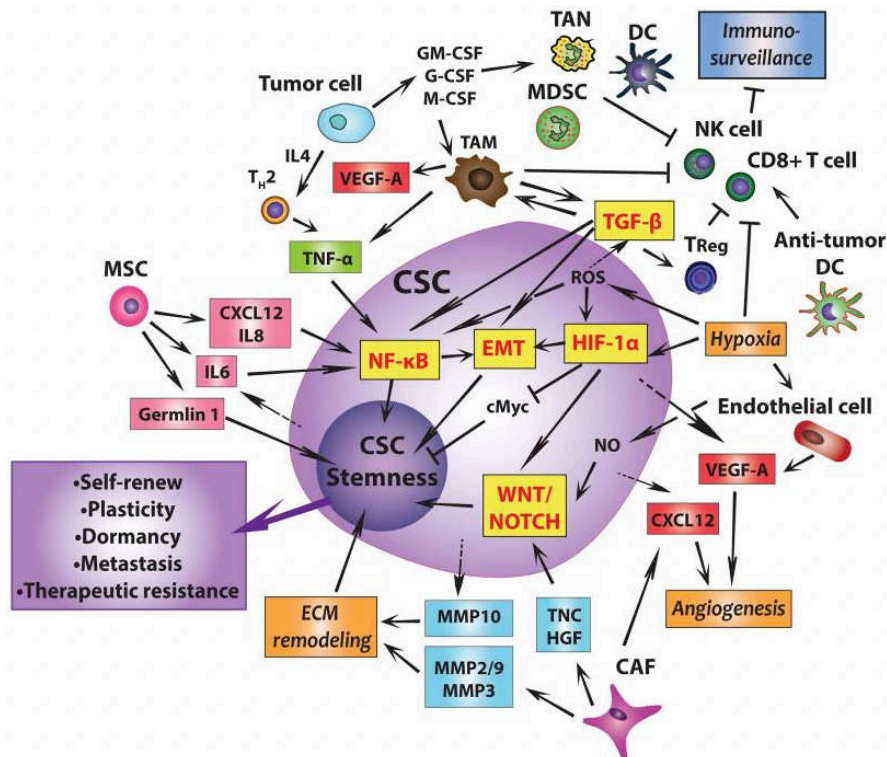 TAN
DC
Immuno-
surveillance
GM-CSF
G-CSF
M-CSF
Tumor cell
MDSC
NK cell
IL4
TAM
CD8+ T cell
TH2
VEGF-A
TGF-β
TReg
Anti-tumor
DC
TNF-α
CSC
ROS
MSC
CXCL12
IL8
NF-κB
EMT
HIF-1α
Hypoxia
IL6
cMyc
Endothelial cell
Germlin 1
CSC
Stemness
NO
VEGF-A
•Self-renew
•Plasticity
•Dormancy
•Metastasis
•Therapeutic resistance
WNT/
NOTCH
CXCL12
ECM
remodeling
MMP10
TNC
HGF
Angiogenesis
MMP2/9
MMP3
CAF